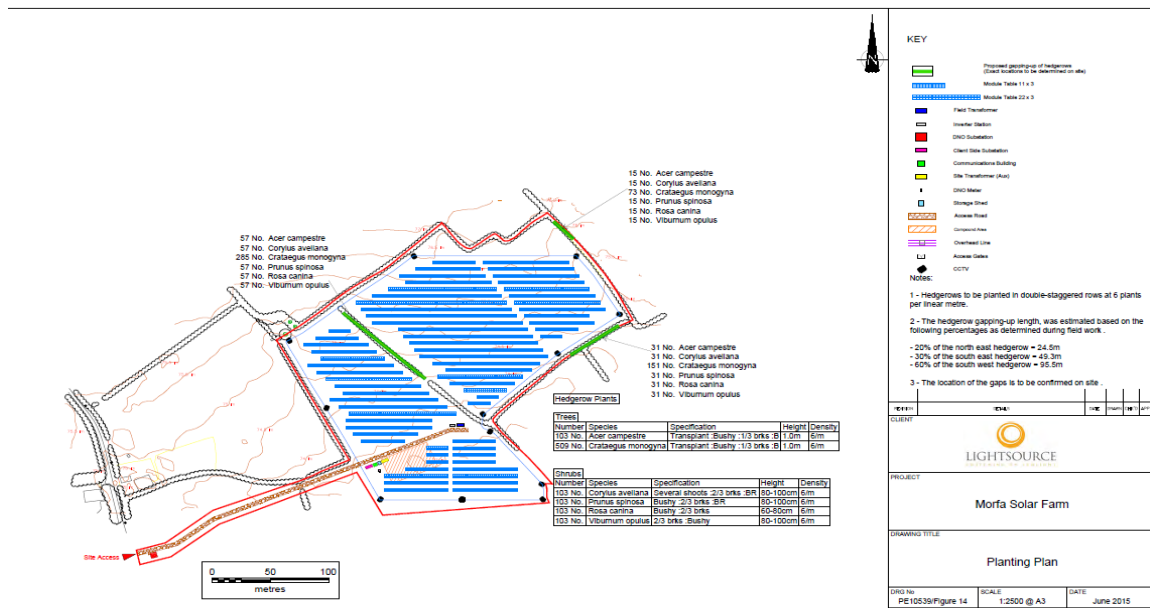 KEY
Proposed gapping-up of hedgerows
(Exact locations to be determined on site)
Module Table 11 x 3
Module Table 22 x 3
Field Transformer
Inverter Station
DNO Substation
Client Side Substation
Communications Building
Site Transformer (Aux)
DNO Meter
Storage Shed
Access Road
Compound Area
Overhead Line
Access Gates
CCTV
Notes:
1 - Hedgerows to be planted in double-staggered rows at 6 plants
per linear metre.
2 - The hedgerow gapping-up length, was estimated based on the
following percentages as determined during field work .
- 20% of the north east hedgerow = 24.5m
- 30% of the south east hedgerow = 49.3m
- 60% of the south west hedgerow = 95.5m
3 - The location of the gaps is to be confirmed on site .
REVISION DETAILS DATE DRAWN CHK'D APP'D
CLIENT
LIGHTSOURCE
PROJECT
Morfa Solar Farm
DRAWING TITLE
Planting Plan
DRG No SCALE DATE
PE10539/Figure 14 1:2500 @ A3 June 2015
N
15 No. Acer campestre
15 No. Corylus avellana
73 No. Crataegus monogyna
15 No. Prunus spinosa
15 No. Rosa canina
15 No. Viburnum opulus
57 No. Acer campestre
57 No. Corylus avellana
285 No. Crataegus monogyna
57 No. Prunus spinosa
57 No. Rosa canina
57 No. Viburnum opulus
31 No. Acer campestre
31 No. Corylus avellana
151 No. Crataegus monogyna
31 No. Prunus spinosa
31 No. Rosa canina
31 No. Viburnum opulus
Hedgerow Plants
Trees
Number Species Specification Height Density
103 No. Acer campestre Transplant :Bushy :1/3 brks :B 1.0m 6/m
509 No. Crataegus monogyna Transplant :Bushy :1/3 brks :B 1.0m 6/m
Shrubs
Number Species Specification Height Density
103 No. Corylus avellana Several shoots :2/3 brks :BR 80-100cm 6/m
103 No. Prunus spinosa Bushy :2/3 brks :BR 80-100cm 6/m
103 No. Rosa canina Bushy :2/3 brks 60-80cm 6/m
103 No. Viburnum opulus 2/3 brks :Bushy 80-100cm 6/m
Site Access
0 50 100
metres